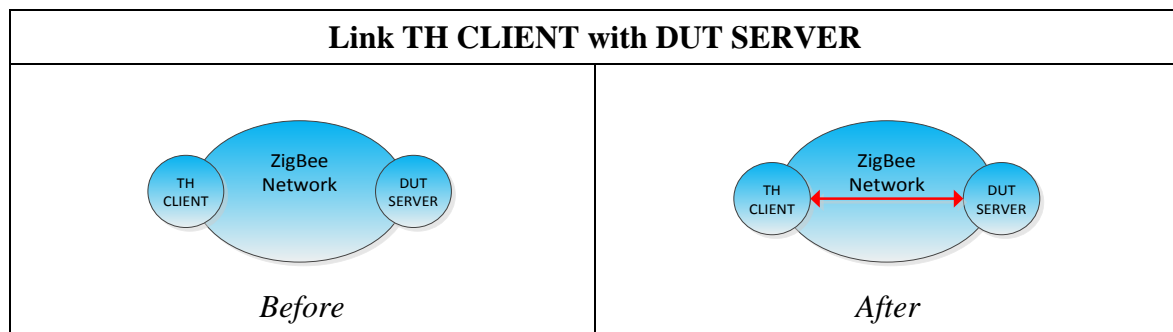 Link TH CLIENT with DUT SERVER
ZigBee
Network
TH
CLIENT
DUT
SERVER
Before
ZigBee
Network
TH
CLIENT
DUT
SERVER
After